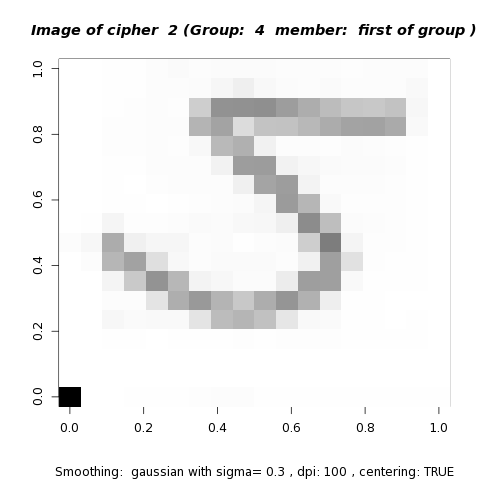 Image of cipher 2 (Group: 4 member: first of group )
1.0
0.8
0.6
0.4
0.2
0.0
5
0.0 0.2 0.4 0.6 0.8 1.0
Smoothing: gaussian with sigma= 0.3 , dpi: 100 , centering: TRUE